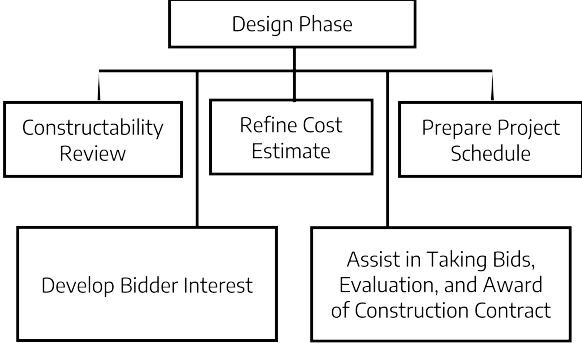 Design Phase
Constructability
Review
Refine Cost
Estimate
Prepare Project
Schedule
Develop Bidder Interest
Assist in Taking Bids,
Evaluation, and Award
of Construction Contract